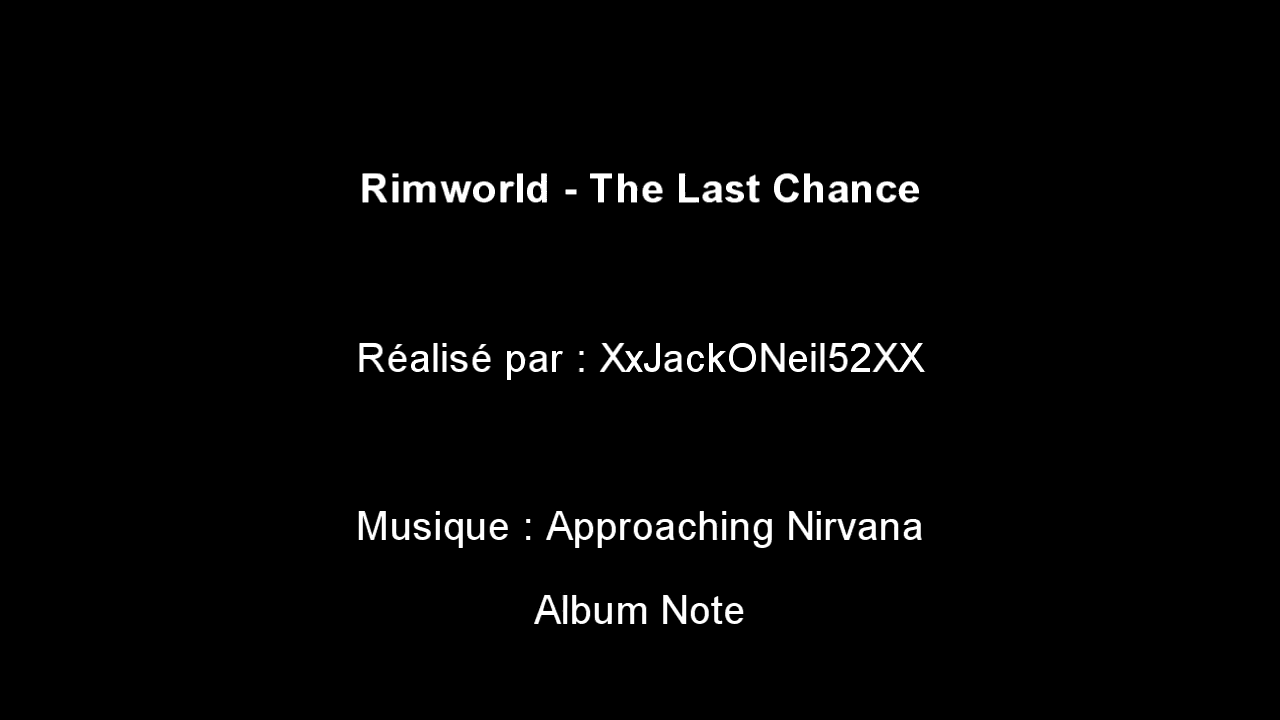 Rimworld - The Last Chance
Réalisé par : XxJackONeil52XX
Musique : Approaching Nirvana
Album Note